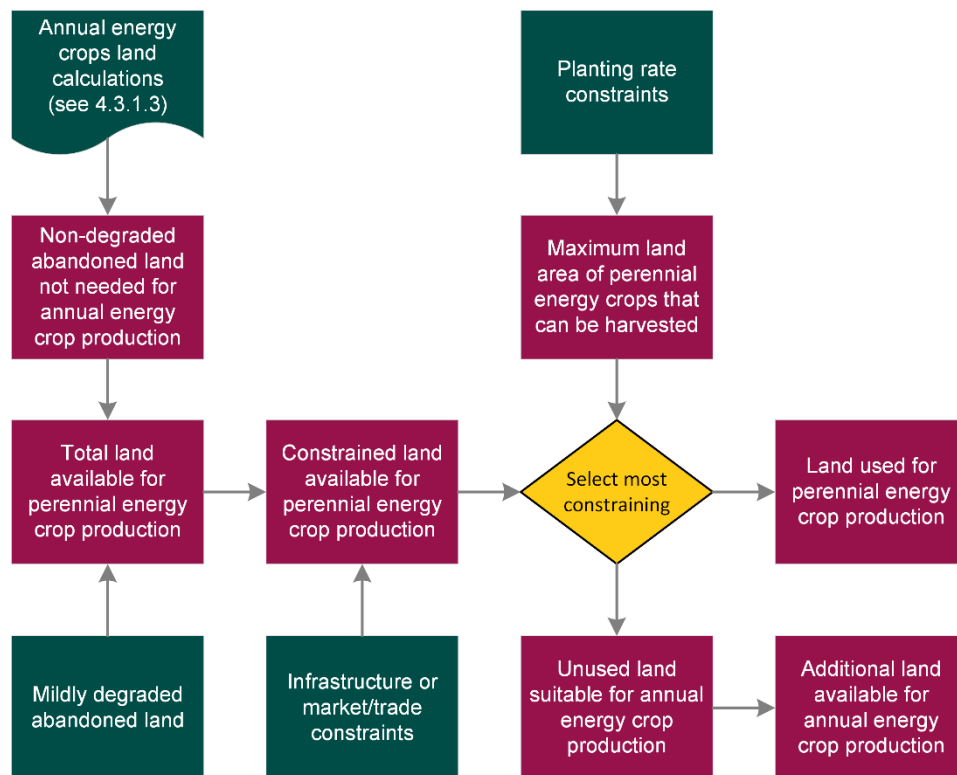 Annual energy
crops land
calculations
(see 4.3.1.3)
Planting rate
constraints
Non-degraded
abandoned land
not needed for
annual energy
crop production
Maximum land
area of perennial
energy crops that
can be harvested
Total land
available for
perennial energy
crop production
Constrained land
available for
perennial energy
crop production
Select most
constraining
Land used for
perennial energy
crop production
Mildly degraded
abandoned land
Infrastructure or
market/trade
constraints
Unused land
suitable for annual
energy crop
production
Additional land
available for
annual energy
crop production